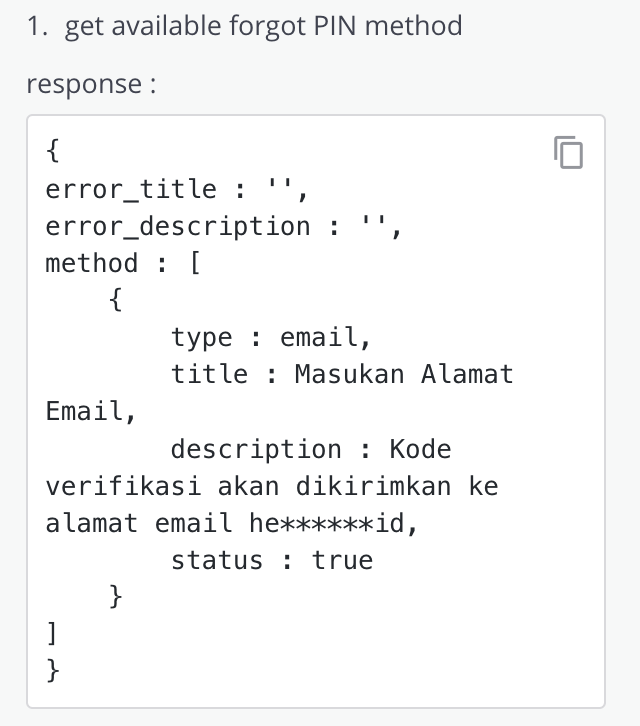 1. get available forgot PIN method
response :
{
error_title : '',
error_description : '',
method : [
    {
        type : email,
        title : Masukan Alamat
Email,
        description : Kode
verifikasi akan dikirimkan ke
alamat email he******id,
        status : true
    }
]
}